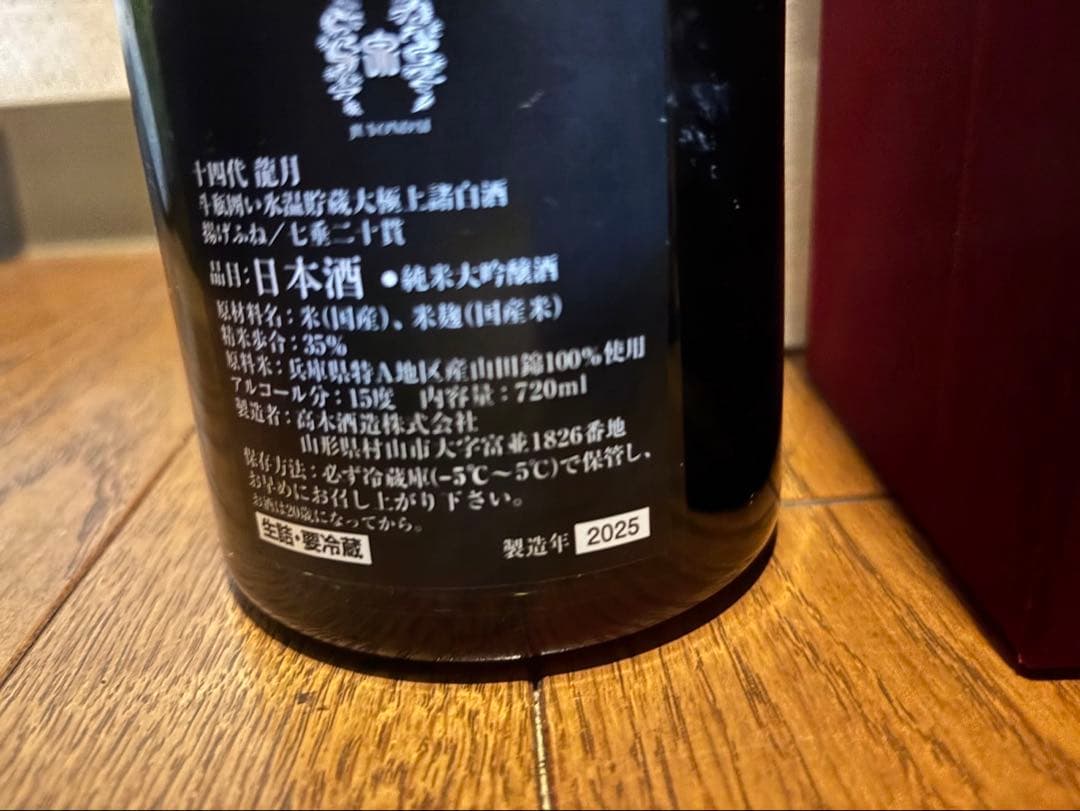 十四代 龍月
斗瓶囲い氷温貯蔵大極上諸白酒
揚げふね/七垂二十貫
品目:日本酒 ●純米大吟醸酒
原材料名:米(国産)、米麹(国産米)
精米歩合:35%
原料米:兵庫県特A地区産山田錦100%使用
アルコール分:15度 内容量:720ml
製造者:高木酒造株式会社
山形県村山市大字富並1826番地
保存方法:必ず冷蔵庫(-5℃~5℃)で保管し、
お早めにお召し上がり下さい。
お酒は20歳になってから。
生詰・要冷蔵
製造年 2025